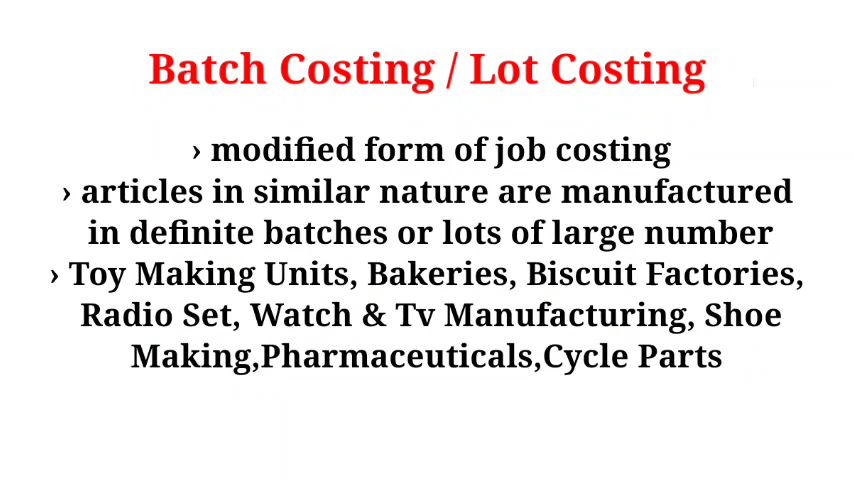 Batch Costing / Lot Costing
› modified form of job costing
› articles in similar nature are manufactured
in definite batches or lots of large number
› Toy Making Units, Bakeries, Biscuit Factories,
Radio Set, Watch & Tv Manufacturing, Shoe
Making,Pharmaceuticals,Cycle Parts